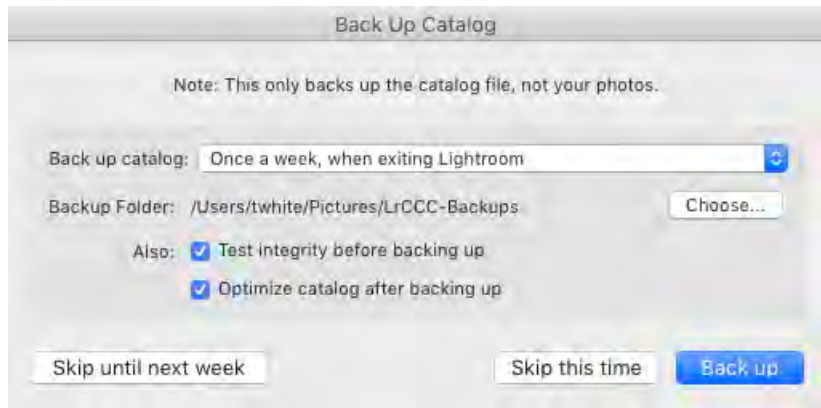 Back Up Catalog
Note: This only backs up the catalog file, not your photos.
Back up catalog: Once a week, when exiting Lightroom
Backup Folder: /Users/twhite/Pictures/LrCCC-Backups Choose...
Also: Test integrity before backing up
Optimize catalog after backing up
Skip until next week Skip this time Back up